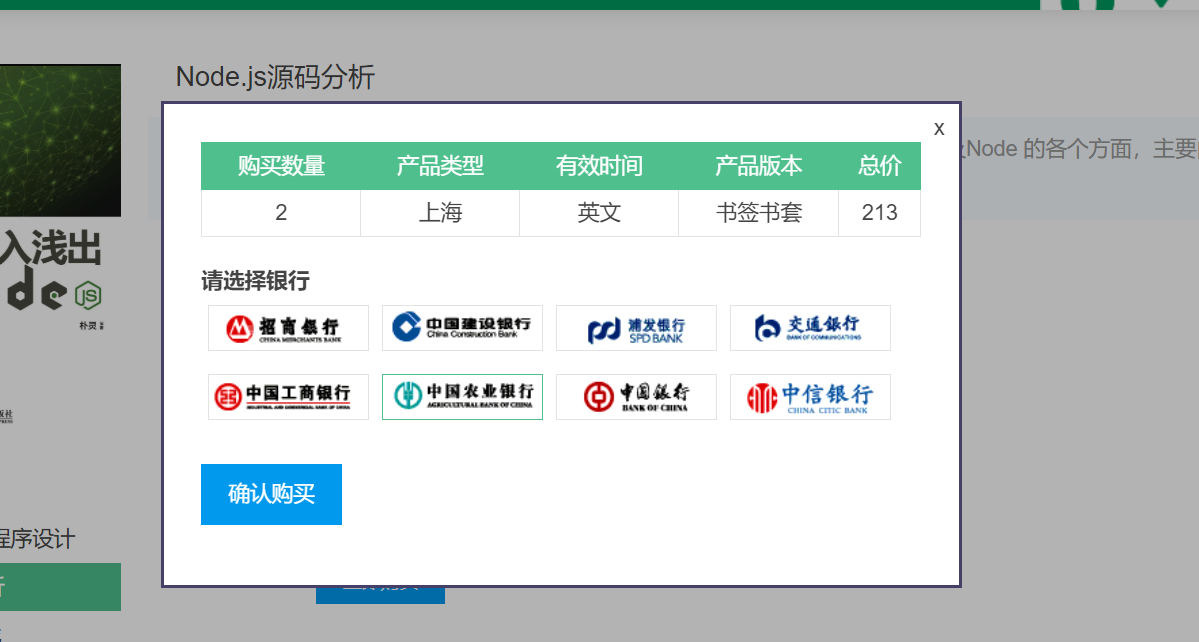 Node.js源码分析
x
Node 的各个方面，主要
购买数量 产品类型 有效时间 产品版本 总价
2 上海 英文 书签书套 213
入浅出
de JS
朴灵
请选择银行
招商银行 中国建设银行 浦发银行 交通银行
CHINA MERCHANTS BANK China Construction Bank SPD BANK BANK OF COMMUNICATIONS
中国工商银行 中国农业银行 中国银行 中信银行
INDUSTRIAL AND COMMERCIAL BANK OF CHINA AGRICULTURAL BANK OF CHINA BANK OF CHINA CHINA CITIC BANK
确认购买
程序设计